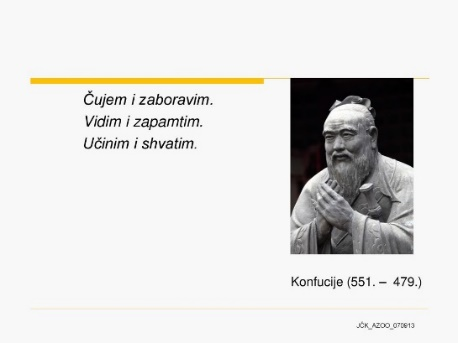 Čujem i zaboravim.
Vidim i zapamtim.
Učinim i shvatim.
Konfucije (551. – 479.)
JČK_AZOO_070913